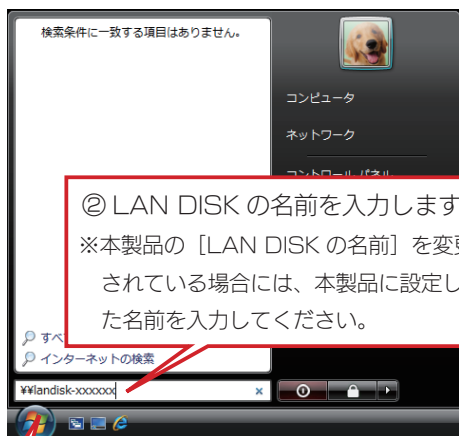 検索条件に一致する項目はありません。
コンピュータ
ネットワーク
コントロール パネル
② LAN DISK の名前を入力します
※本製品の［LAN DISK の名前］を変更
されている場合には、本製品に設定し
た名前を入力してください。
すべ
インターネットの検索
¥¥landisk-xxxxxx